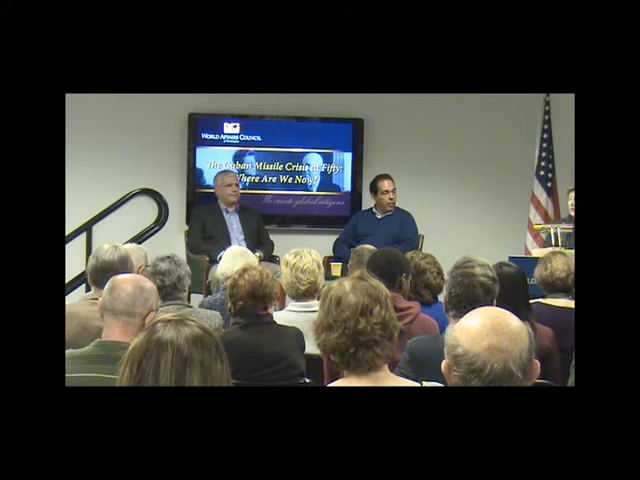 WORLD AFFAIRS COUNCIL
The Cuban Missile Crisis at Fifty:
Where Are We Now?
We create global citizens